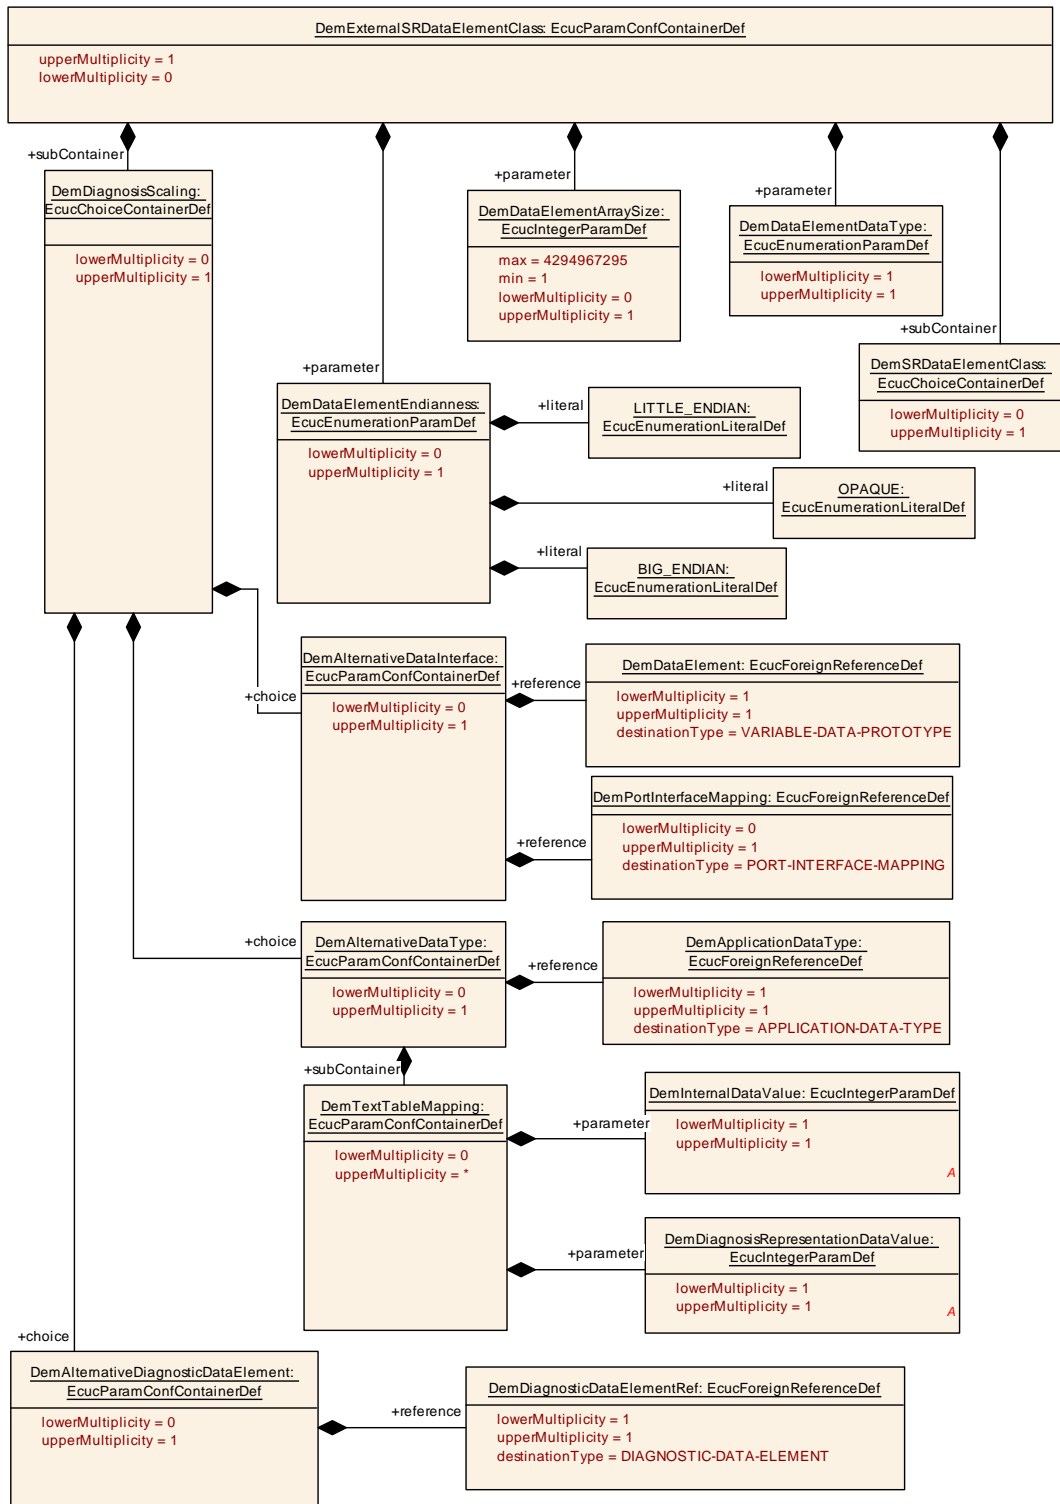 DemExternalSRDataElementClass: EcucParamConfContainerDef
upperMultiplicity = 1
lowerMultiplicity = 0
+subContainer
DemDiagnosisScaling:
EcucChoiceContainerDef
lowerMultiplicity = 0
upperMultiplicity = 1
+parameter
DemDataElementArraySize:
EcucIntegerParamDef
max = 4294967295
min = 1
lowerMultiplicity = 0
upperMultiplicity = 1
+parameter
DemDataElementDataType:
EcucEnumerationParamDef
lowerMultiplicity = 1
upperMultiplicity = 1
+subContainer
DemSRDataElementClass:
EcucChoiceContainerDef
lowerMultiplicity = 0
upperMultiplicity = 1
+parameter
DemDataElementEndianness:
EcucEnumerationParamDef
lowerMultiplicity = 0
upperMultiplicity = 1
+literal
LITTLE_ENDIAN:
EcucEnumerationLiteralDef
+literal
OPAQUE:
EcucEnumerationLiteralDef
+literal
BIG_ENDIAN:
EcucEnumerationLiteralDef
+choice
DemAlternativeDataInterface:
EcucParamConfContainerDef
lowerMultiplicity = 0
upperMultiplicity = 1
+reference
DemDataElement: EcucForeignReferenceDef
lowerMultiplicity = 1
upperMultiplicity = 1
destinationType = VARIABLE-DATA-PROTOTYPE
+reference
DemPortInterfaceMapping: EcucForeignReferenceDef
lowerMultiplicity = 0
upperMultiplicity = 1
destinationType = PORT-INTERFACE-MAPPING
+choice
DemAlternativeDataType:
EcucParamConfContainerDef
lowerMultiplicity = 0
upperMultiplicity = 1
+reference
DemApplicationDataType:
EcucForeignReferenceDef
lowerMultiplicity = 1
upperMultiplicity = 1
destinationType = APPLICATION-DATA-TYPE
+subContainer
DemTextTableMapping:
EcucParamConfContainerDef
lowerMultiplicity = 0
upperMultiplicity = *
+parameter
DemInternalDataValue: EcucIntegerParamDef
lowerMultiplicity = 1
upperMultiplicity = 1
A
+parameter
DemDiagnosisRepresentationDataValue:
EcucIntegerParamDef
lowerMultiplicity = 1
upperMultiplicity = 1
A
+choice
DemAlternativeDiagnosticDataElement:
EcucParamConfContainerDef
lowerMultiplicity = 0
upperMultiplicity = 1
+reference
DemDiagnosticDataElementRef: EcucForeignReferenceDef
lowerMultiplicity = 1
upperMultiplicity = 1
destinationType = DIAGNOSTIC-DATA-ELEMENT